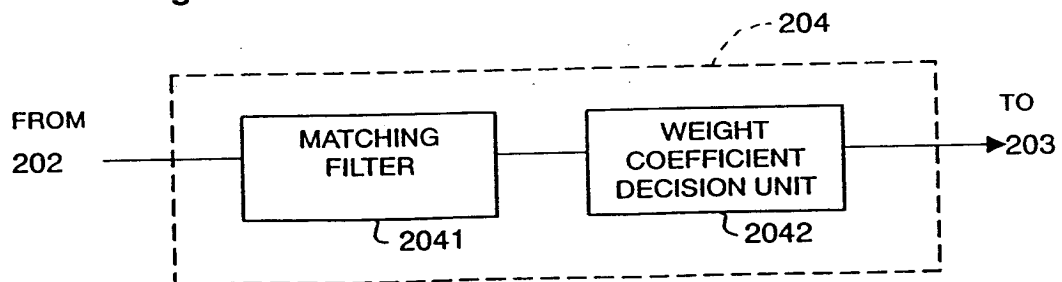 204
FROM
202
MATCHING
FILTER
WEIGHT
COEFFICIENT
DECISION UNIT
TO
203
2041
2042